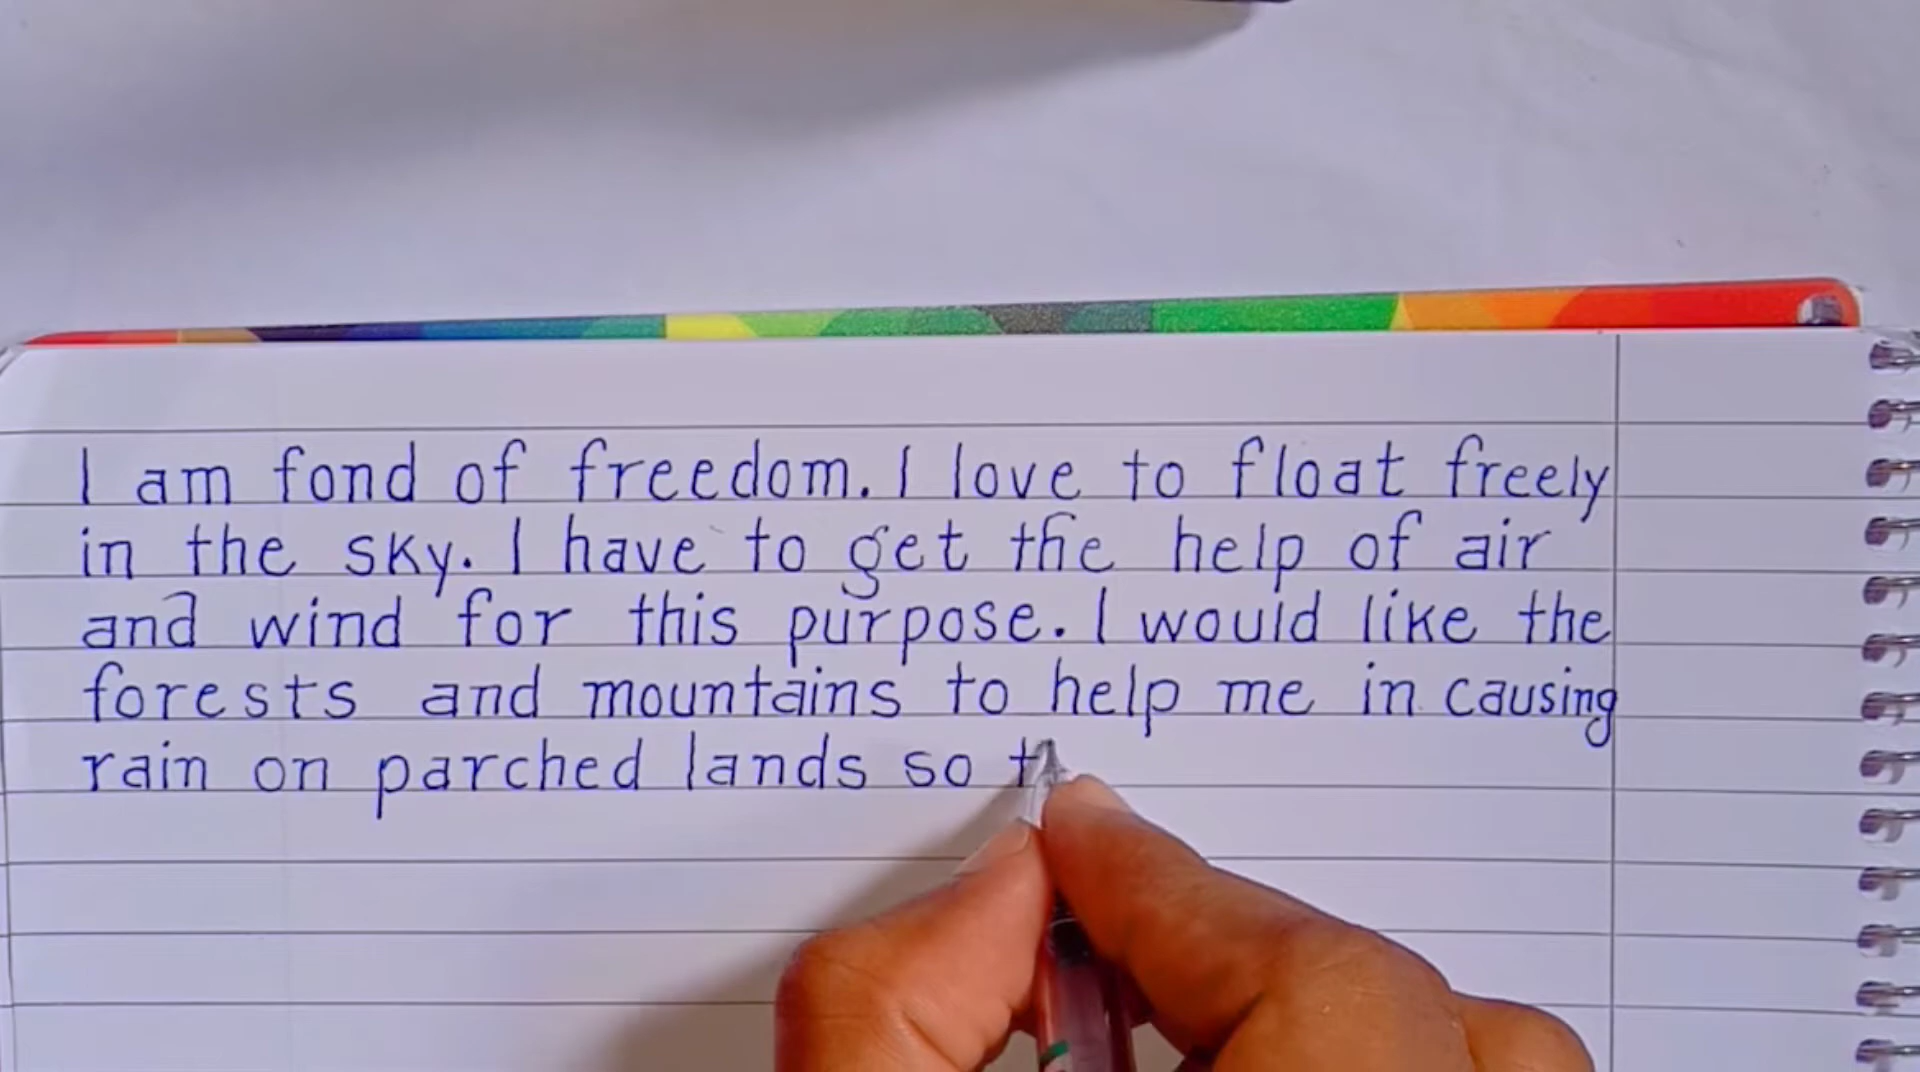 I am fond of freedom. I love to float freely
in the sky. I have to get the help of air
and wind for this purpose. I would like the
forests and mountains to help me in causing
rain on parched lands so t